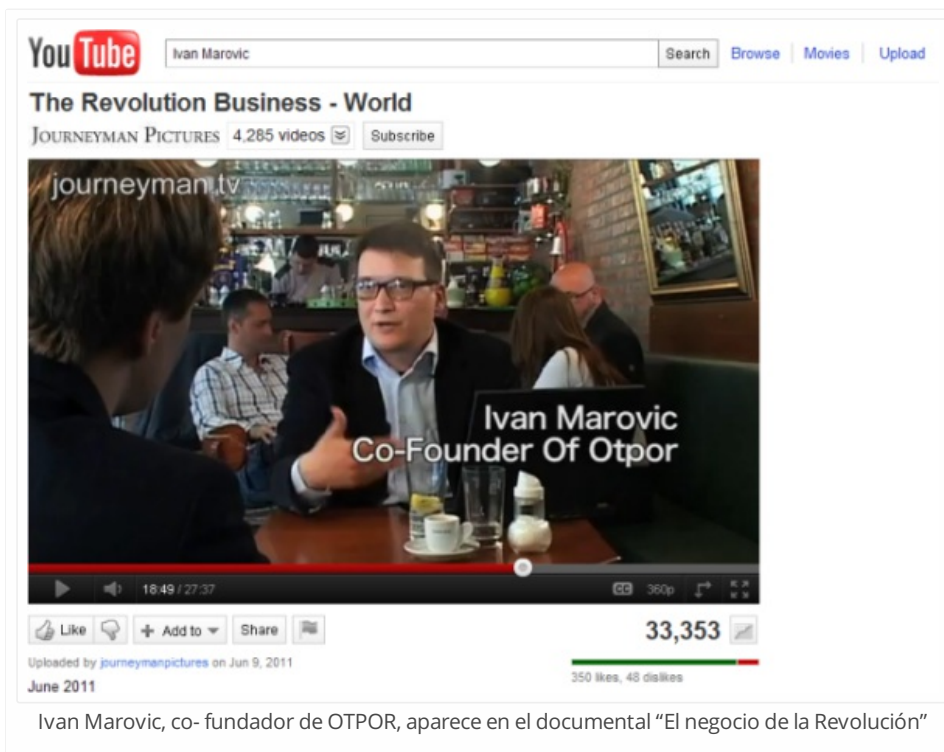 YouTube
Ivan Marovic
Search
Browse
Movies
Upload
The Revolution Business - World
JOURNEYMAN PICTURES
4,285 videos
Subscribe
journeyman.tv
Ivan Marovic
Co-Founder Of Otpor
18:49 / 27:37
CC
360p
Like
Add to
Share
33,353
Uploaded by journeymanpictures on Jun 9, 2011
350 likes, 48 dislikes
June 2011
Ivan Marovic, co- fundador de OTPOR, aparece en el documental “El negocio de la Revolución”